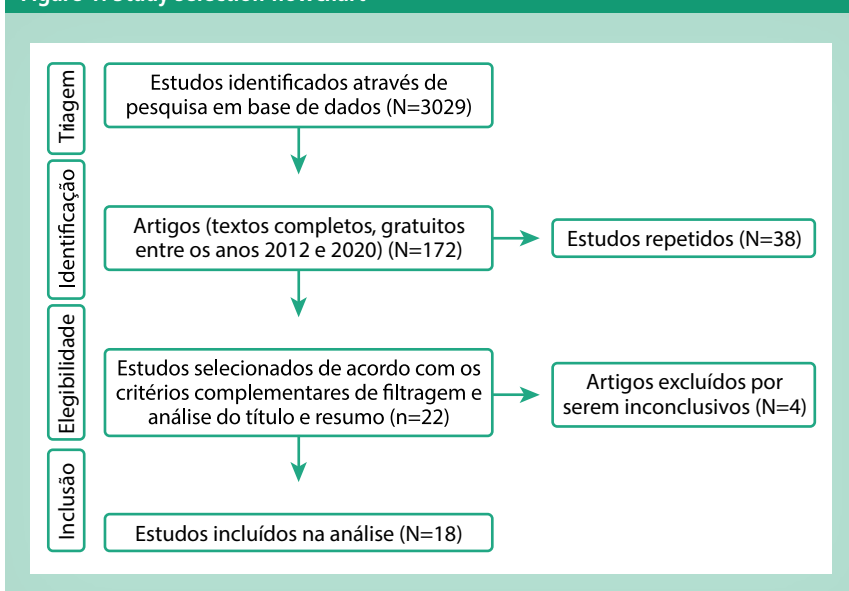 Triagem
Estudos identificados através de
pesquisa em base de dados (N=3029)
Identificação
Artigos (textos completos, gratuitos
entre os anos 2012 e 2020) (N=172)
Estudos repetidos (N=38)
Elegibilidade
Estudos selecionados de acordo com os
critérios complementares de filtragem e
análise do título e resumo (n=22)
Artigos excluídos por
serem inconclusivos (N=4)
Inclusão
Estudos incluídos na análise (N=18)